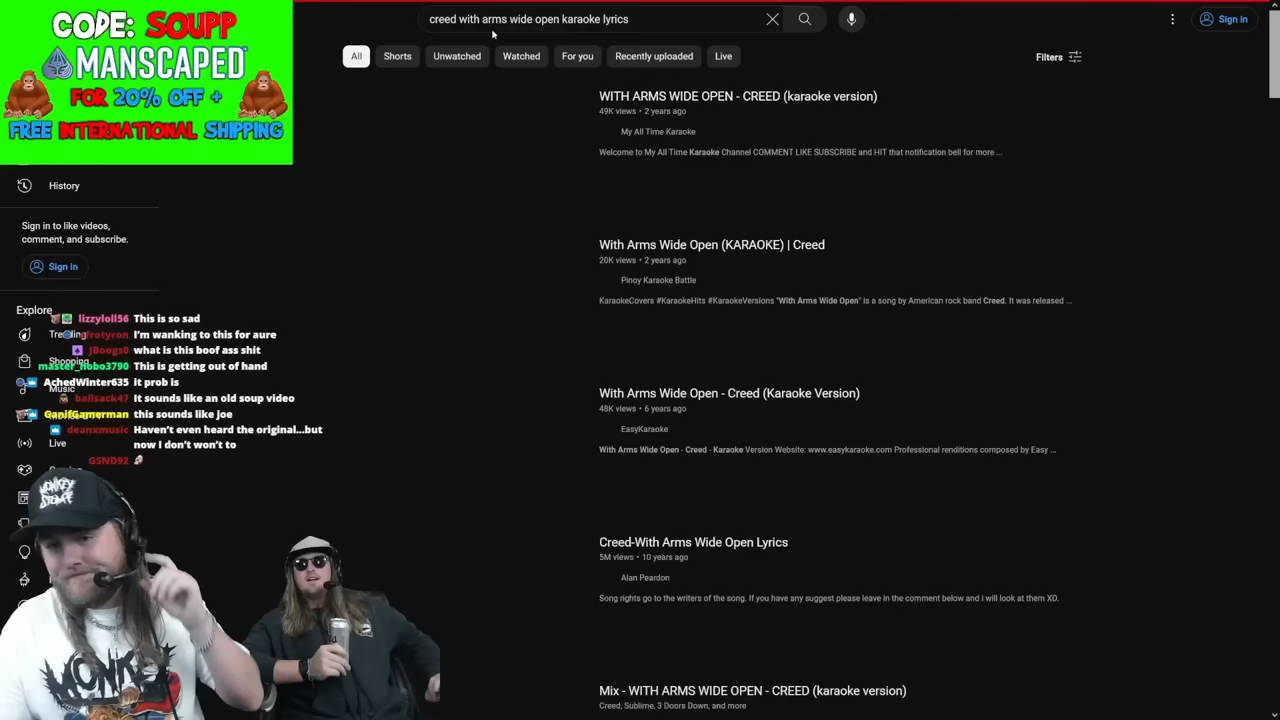 CODE: SOUPP
MANSCAPED
FOR 20% OFF +
FREE INTERNATIONAL SHIPPING
creed with arms wide open karaoke lyrics
Sign in
All
Shorts
Unwatched
Watched
For you
Recently uploaded
Live
Filters
WITH ARMS WIDE OPEN - CREED (karaoke version)
49K views • 2 years ago
My All Time Karaoke
Welcome to My All Time Karaoke Channel COMMENT LIKE SUBSCRIBE and HIT that notification bell for more ...
With Arms Wide Open (KARAOKE) | Creed
20K views • 2 years ago
Pinoy Karaoke Battle
KaraokeCovers #KaraokeHits #KaraokeVersions "With Arms Wide Open" is a song by American rock band Creed. It was released ...
With Arms Wide Open - Creed (Karaoke Version)
48K views • 6 years ago
EasyKaraoke
With Arms Wide Open - Creed - Karaoke Version Website: www.easykaraoke.com Professional renditions composed by Easy ...
Creed-With Arms Wide Open Lyrics
5M views • 10 years ago
Alan Peardon
Song rights go to the writers of the song. If you have any suggest please leave in the comment below and i will look at them XD.
Mix - WITH ARMS WIDE OPEN - CREED (karaoke version)
Creed, Sublime, 3 Doors Down, and more
History
Sign in to like videos,
comment, and subscribe.
Sign in
Explore
Shopping
Music
Live
lizzyloll56 This is so sad
I'm wanking to this for aure
JBoogs0 what is this boof ass shit
master_hobo3790 This is getting out of hand
AchedWinter635 it prob is
ballsack47 It sounds like an old soup video
GanjfGamerman this sounds like joe
deanxmusic Haven't even heard the original...but
now I don't won't to
GSND92
MONKEY
STOMP
MONKE